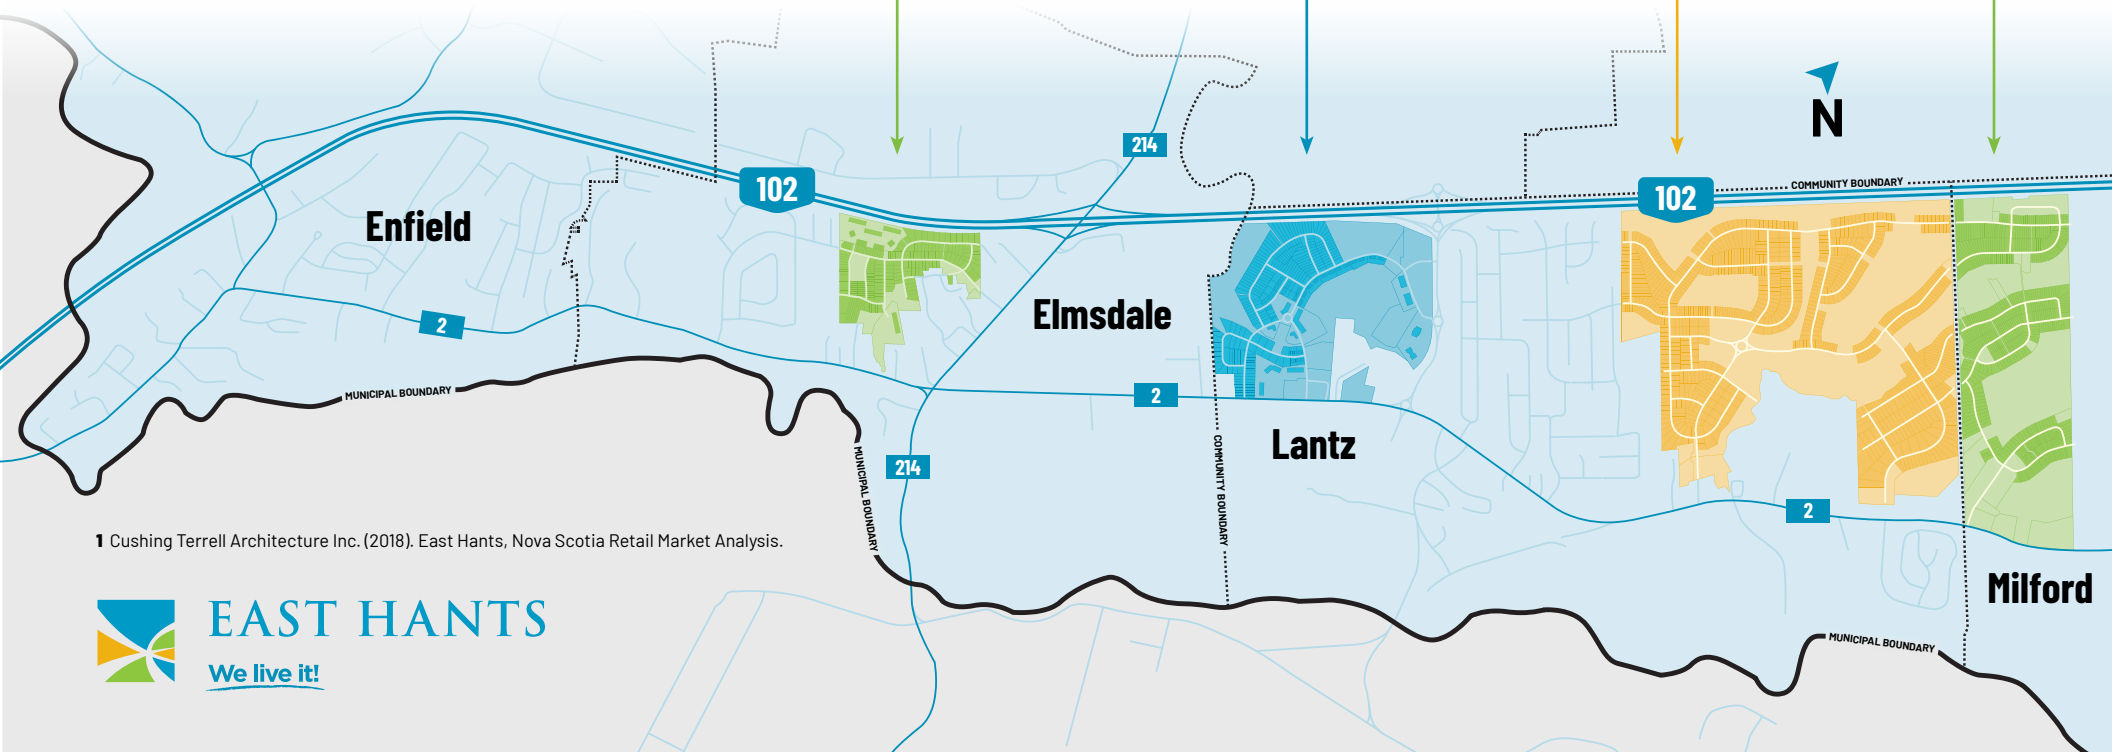 214
N
COMMUNITY BOUNDARY
102
102
Enfield
Elmsdale
2
2
MUNICIPAL BOUNDARY
Lantz
214
MUNICIPAL BOUNDARY
COMMUNITY BOUNDARY
2
1 Cushing Terrell Architecture Inc. (2018). East Hants, Nova Scotia Retail Market Analysis.
Milford
EAST HANTS
We live it!
MUNICIPAL BOUNDARY